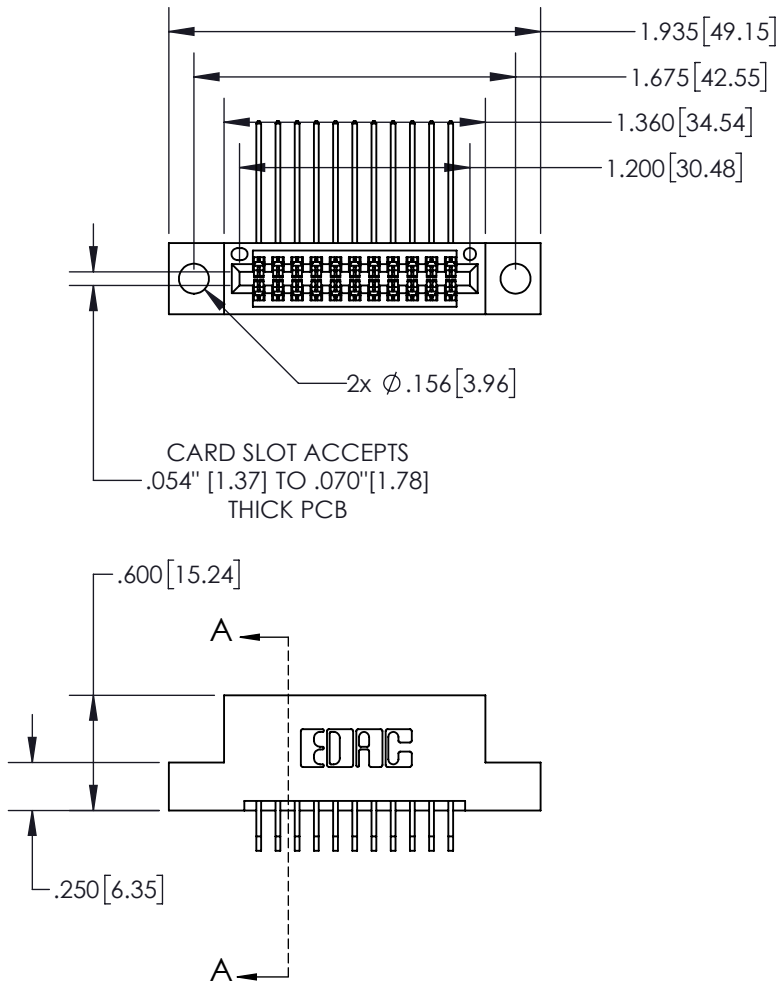 1.935[49.15]
1.675[42.55]
1.360[34.54]
1.200[30.48]
2x Ø.156[3.96]
CARD SLOT ACCEPTS
.054" [1.37] TO .070"[1.78]
THICK PCB
.600[15.24]
A
EDAC
.250[6.35]
A